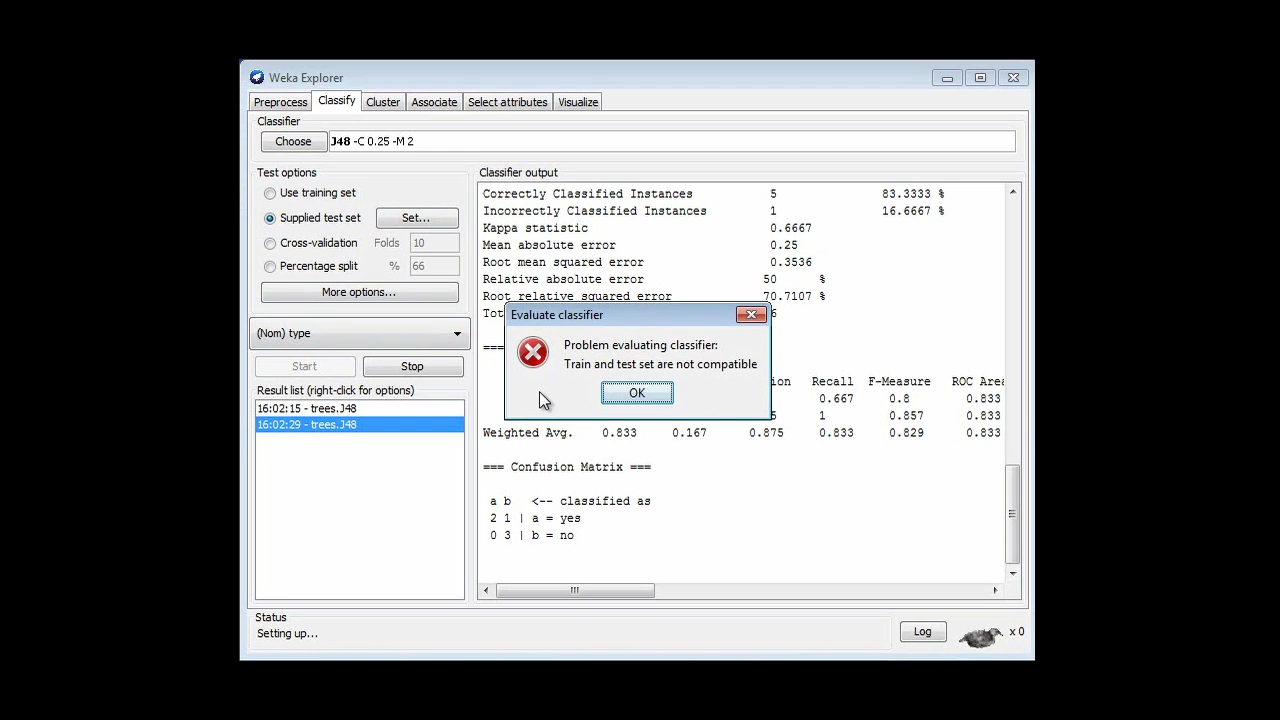 Weka Explorer
Preprocess Classify Cluster Associate Select attributes Visualize
Classifier
Choose J48 -C 0.25 -M 2
Test options
Use training set
Supplied test set Set...
Cross-validation Folds 10
Percentage split % 66
More options...
(Nom) type
Start Stop
Result list (right-click for options)
16:02:15 - trees.J48
16:02:29 - trees.J48
Classifier output
Correctly Classified Instances 5 83.3333 %
Incorrectly Classified Instances 1 16.6667 %
Kappa statistic 0.6667
Mean absolute error 0.25
Root mean squared error 0.3536
Relative absolute error 50 %
Root relative squared error 70.7107 %
Tot 6
===
ion Recall F-Measure ROC Area
0.667 0.8 0.833
5 1 0.857 0.833
Weighted Avg. 0.833 0.167 0.875 0.833 0.829 0.833
=== Confusion Matrix ===
a b <-- classified as
2 1 | a = yes
0 3 | b = no
Evaluate classifier
Problem evaluating classifier:
Train and test set are not compatible
OK
Status
Setting up...
Log x 0